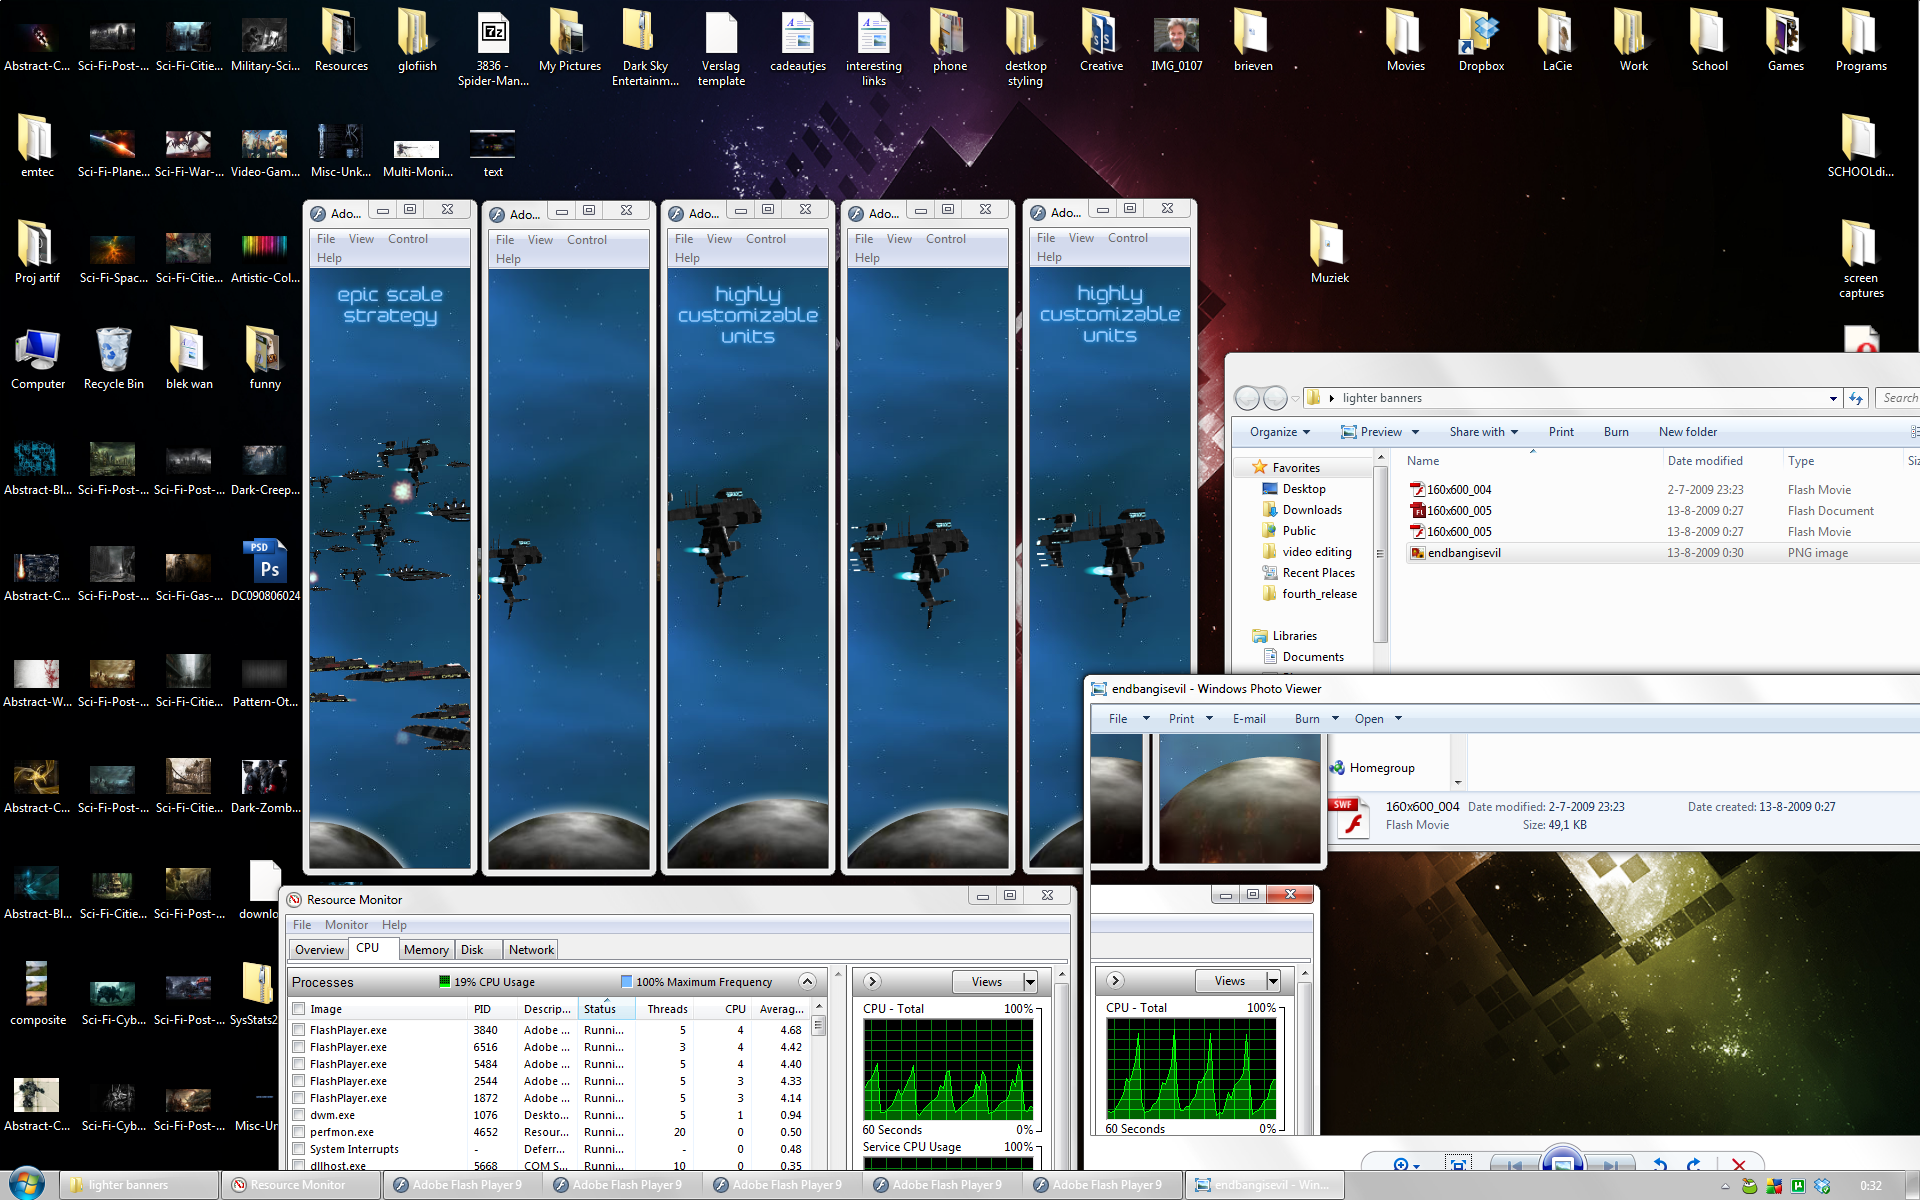 Abstract-C...
Sci-Fi-Post-...
Sci-Fi-Citie...
Military-Sci...
Resources
glofiish
3836 -
Spider-Man...
My Pictures
Dark Sky
Entertainm...
Verslag
template
cadeautjes
interesting
links
phone
destkop
styling
Creative
IMG_0107
brieven
Movies
Dropbox
LaCie
Work
School
Games
Programs
emtec
Sci-Fi-Plane...
Sci-Fi-War-...
Video-Gam...
Misc-Unk...
Multi-Moni...
text
SCHOOLdi...
Proj artif
Sci-Fi-Spac...
Sci-Fi-Citie...
Artistic-Col...
Muziek
screen
captures
Computer
Recycle Bin
blek wan
funny
Abstract-Bl...
Sci-Fi-Post-...
Sci-Fi-Post-...
Dark-Creep...
Abstract-C...
Sci-Fi-Post-...
Sci-Fi-Gas-...
PSD
Ps
DC090806024
Abstract-W...
Sci-Fi-Post-...
Sci-Fi-Citie...
Pattern-Ot...
Abstract-C...
Sci-Fi-Post-...
Sci-Fi-Citie...
Dark-Zomb...
Abstract-Bl...
Sci-Fi-Citie...
Sci-Fi-Post-...
downlo
composite
Sci-Fi-Cyb...
Sci-Fi-Post-...
SysStats2
Abstract-C...
Sci-Fi-Cyb...
Sci-Fi-Post-...
Misc-Un
Ado...
File View Control
Help
epic scale
strategy
Ado...
File View Control
Help
Ado...
File View Control
Help
highly
customizable
units
Ado...
File View Control
Help
Ado...
File View Control
Help
highly
customizable
units
lighter banners
Search
Organize Preview Share with Print Burn New folder
Favorites
Desktop
Downloads
Public
video editing
Recent Places
fourth_release
Libraries
Documents
Name Date modified Type Siz
160x600_004 2-7-2009 23:23 Flash Movie
160x600_005 13-8-2009 0:27 Flash Document
160x600_005 13-8-2009 0:27 Flash Movie
endbangisevil 13-8-2009 0:30 PNG image
endbangisevil - Windows Photo Viewer
File Print E-mail Burn Open
Homegroup
SWF
160x600_004 Date modified: 2-7-2009 23:23 Date created: 13-8-2009 0:27
Flash Movie Size: 49,1 KB
Views
CPU - Total 100%
60 Seconds 0%
Resource Monitor
File Monitor Help
Overview CPU Memory Disk Network
Processes 19% CPU Usage 100% Maximum Frequency
Image PID Descrip... Status Threads CPU Averag...
FlashPlayer.exe 3840 Adobe ... Runni... 5 4 4.68
FlashPlayer.exe 6516 Adobe ... Runni... 3 4 4.42
FlashPlayer.exe 5484 Adobe ... Runni... 5 4 4.40
FlashPlayer.exe 2544 Adobe ... Runni... 5 3 4.33
FlashPlayer.exe 1872 Adobe ... Runni... 5 3 4.14
dwm.exe 1076 Deskto... Runni... 5 1 0.94
perfmon.exe 4652 Resour... Runni... 20 0 0.50
System Interrupts - Deferr... Runni... - 0 0.48
dllhost.exe 5668 COM S... Runni... 10 0 0.35
Views
CPU - Total 100%
60 Seconds 0%
Service CPU Usage 100%
lighter banners
Resource Monitor
Adobe Flash Player 9
Adobe Flash Player 9
Adobe Flash Player 9
Adobe Flash Player 9
Adobe Flash Player 9
endbangisevil - Win...
0:32